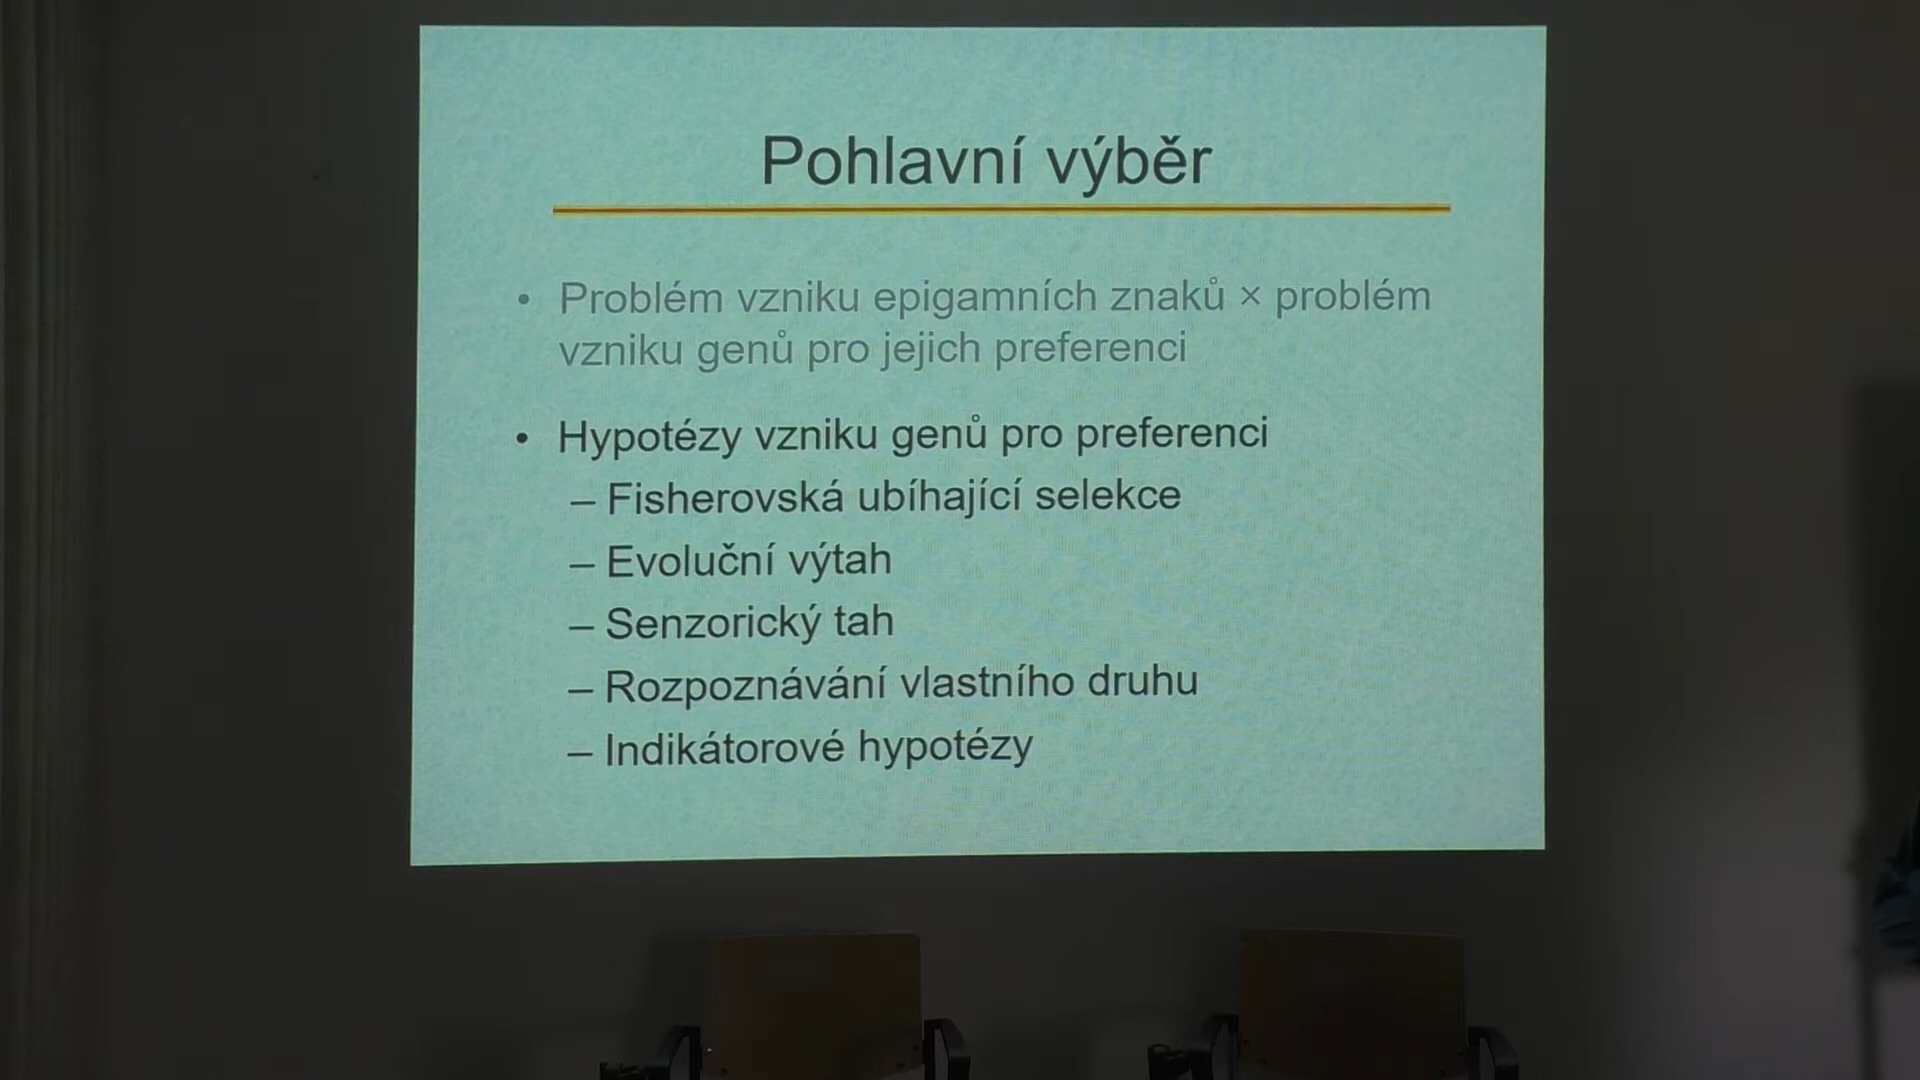 Pohlavní výběr
• Problém vzniku epigamních znaků × problém
vzniku genů pro jejich preferenci
• Hypotézy vzniku genů pro preferenci
– Fisherovská ubíhající selekce
– Evoluční výtah
– Senzorický tah
– Rozpoznávání vlastního druhu
– Indikátorové hypotézy